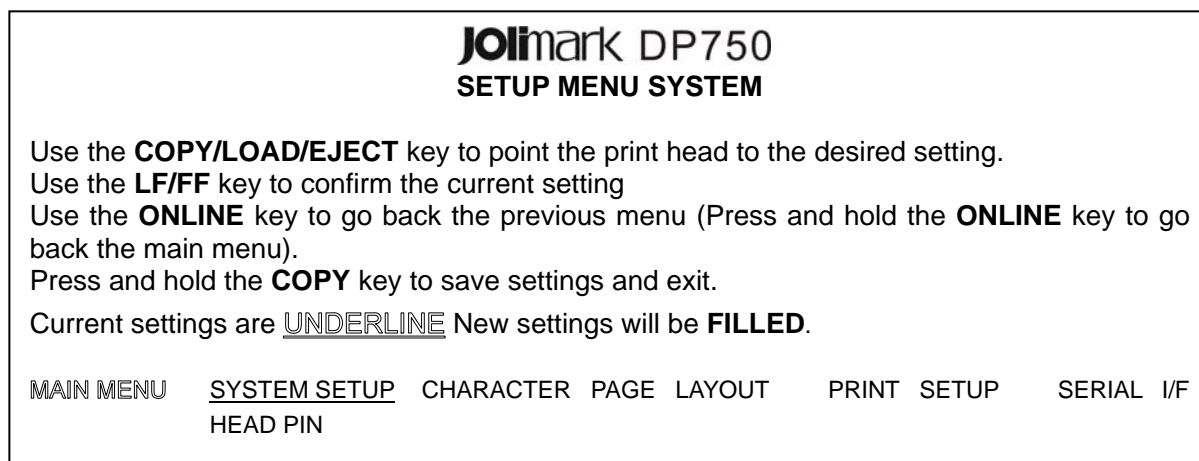 Jolimark DP750
SETUP MENU SYSTEM
Use the COPY/LOAD/EJECT key to point the print head to the desired setting.
Use the LF/FF key to confirm the current setting
Use the ONLINE key to go back the previous menu (Press and hold the ONLINE key to go
back the main menu).
Press and hold the COPY key to save settings and exit.
Current settings are UNDERLINE New settings will be FILLED.
MAIN MENU SYSTEM SETUP CHARACTER PAGE LAYOUT PRINT SETUP SERIAL I/F
HEAD PIN